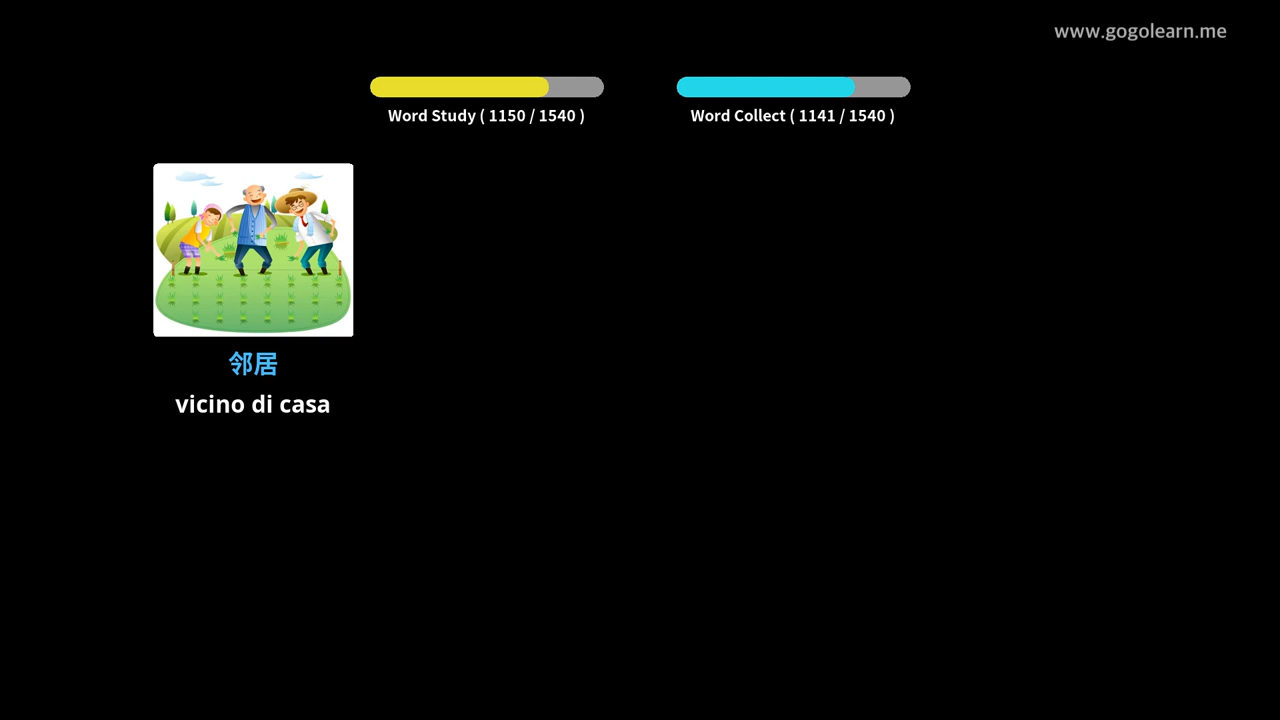 www.gogolearn.me
Word Study ( 1150 / 1540 )
Word Collect ( 1141 / 1540 )
邻居
vicino di casa